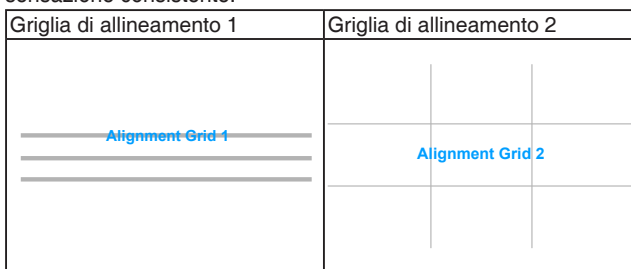 Griglia di allineamento 1
Griglia di allineamento 2
Alignment Grid 1
Alignment Grid 2